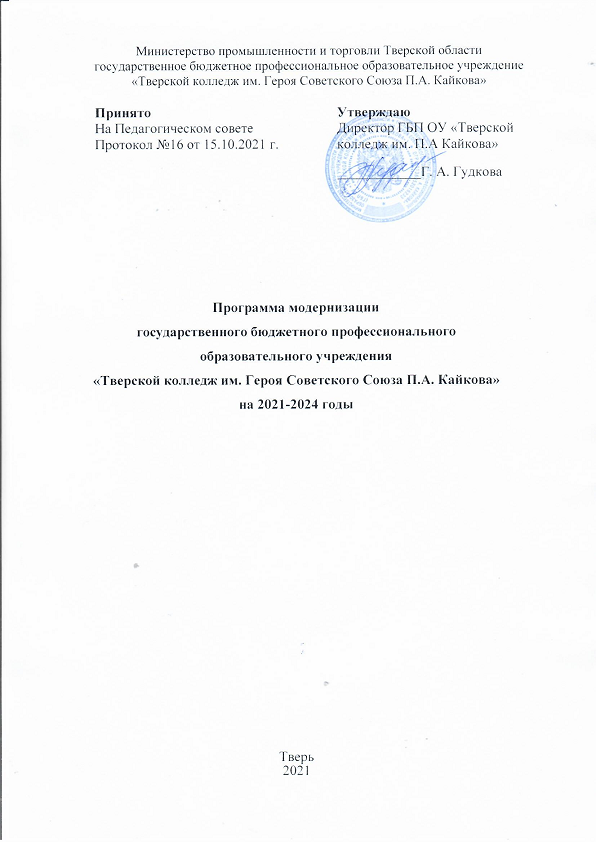 Министерство промышленности и торговли Тверской области
государственное бюджетное профессиональное образовательное учреждение
«Тверской колледж им. Героя Советского Союза П.А. Кайкова»
Принято
На Педагогическом совете
Протокол №16 от 15.10.2021 г.
Утверждаю
Директор ГБП ОУ «Тверской
колледж им. П.А Кайкова»
____________Г. А. Гудкова
Программа модернизации
государственного бюджетного профессионального
образовательного учреждения
«Тверской колледж им. Героя Советского Союза П.А. Кайкова»
на 2021-2024 годы
Тверь
2021